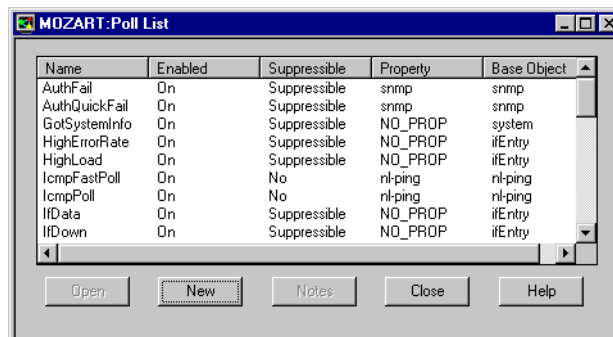 MOZART:Poll List
Name Enabled Suppressible Property Base Object
AuthFail On Suppressible snmp snmp
AuthQuickFail On Suppressible snmp snmp
GotSystemInfo On Suppressible NO_PROP system
HighErrorRate On Suppressible NO_PROP ifEntry
HighLoad On Suppressible NO_PROP ifEntry
IcmpFastPoll On No nl-ping nl-ping
IcmpPoll On No nl-ping nl-ping
IfData On Suppressible NO_PROP ifEntry
IfDown On Suppressible NO_PROP ifEntry
Open New Notes Close Help